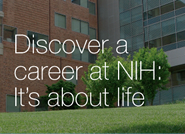 Discover a
career at NIH:
It's about life